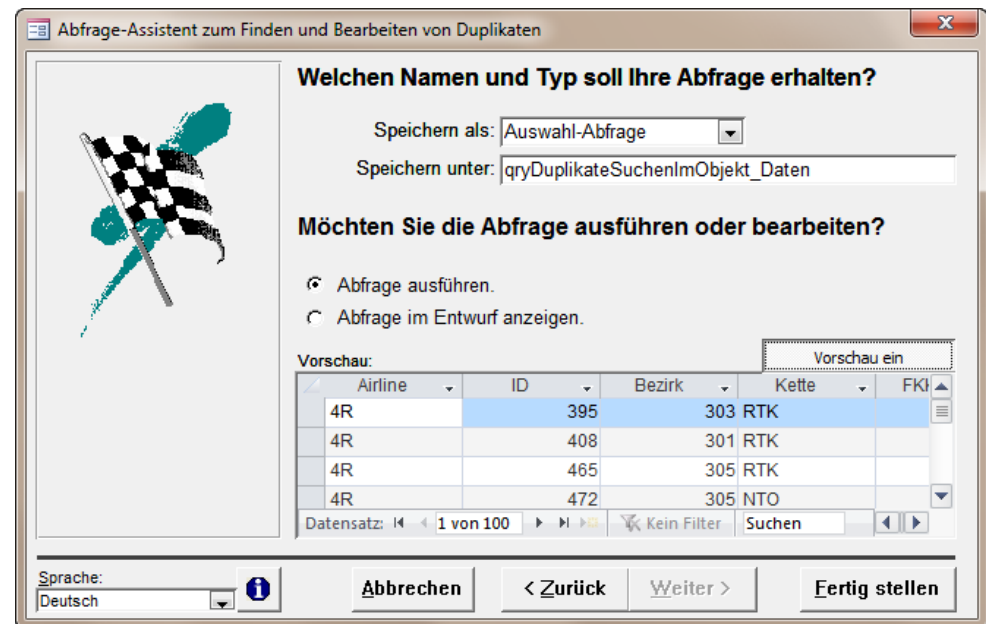 Abfrage-Assistent zum Finden und Bearbeiten von Duplikaten
Welchen Namen und Typ soll Ihre Abfrage erhalten?
Speichern als: Auswahl-Abfrage
Speichern unter: qryDuplikateSuchenImObjekt_Daten
Möchten Sie die Abfrage ausführen oder bearbeiten?
Abfrage ausführen.
Abfrage im Entwurf anzeigen.
Vorschau: Vorschau ein
Airline ID Bezirk Kette
4R 395 303 RTK
4R 408 301 RTK
4R 465 305 RTK
4R 472 305 NTO
Datensatz: 1 von 100 Kein Filter Suchen
Sprache:
Deutsch
Abbrechen < Zurück Weiter > Fertig stellen